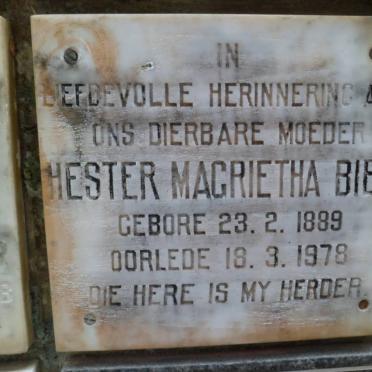 IN
LIEFDEVOLLE HERINNERING A
ONS DIERBARE MOEDER
HESTER MAGRIETHA BIB
GEBORE 23. 2. 1889
OORLEDE 18. 3. 1978
DIE HERE IS MY HERDER.